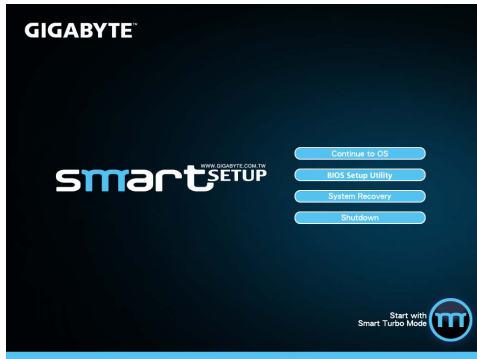 GIGABYTE™
WWW.GIGABYTE.COM.TW
smart SETUP
Continue to OS
BIOS Setup Utility
System Recovery
Shutdown
Start with
Smart Turbo Mode
m